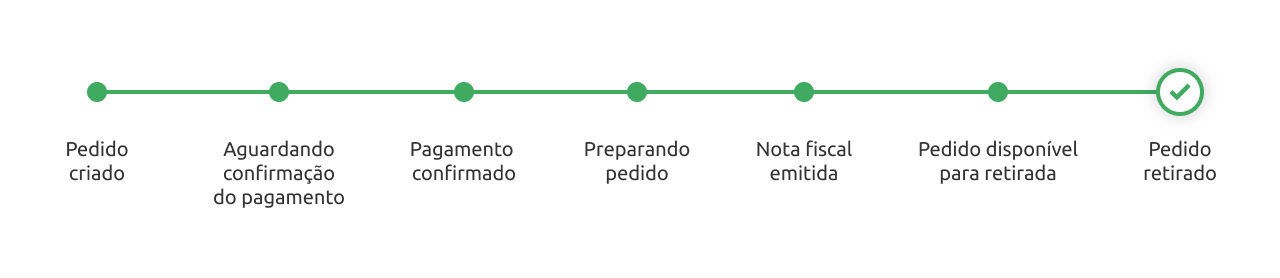 Pedido
criado
Aguardando
confirmação
do pagamento
Pagamento
confirmado
Preparando
pedido
Nota fiscal
emitida
Pedido disponível
para retirada
Pedido
retirado